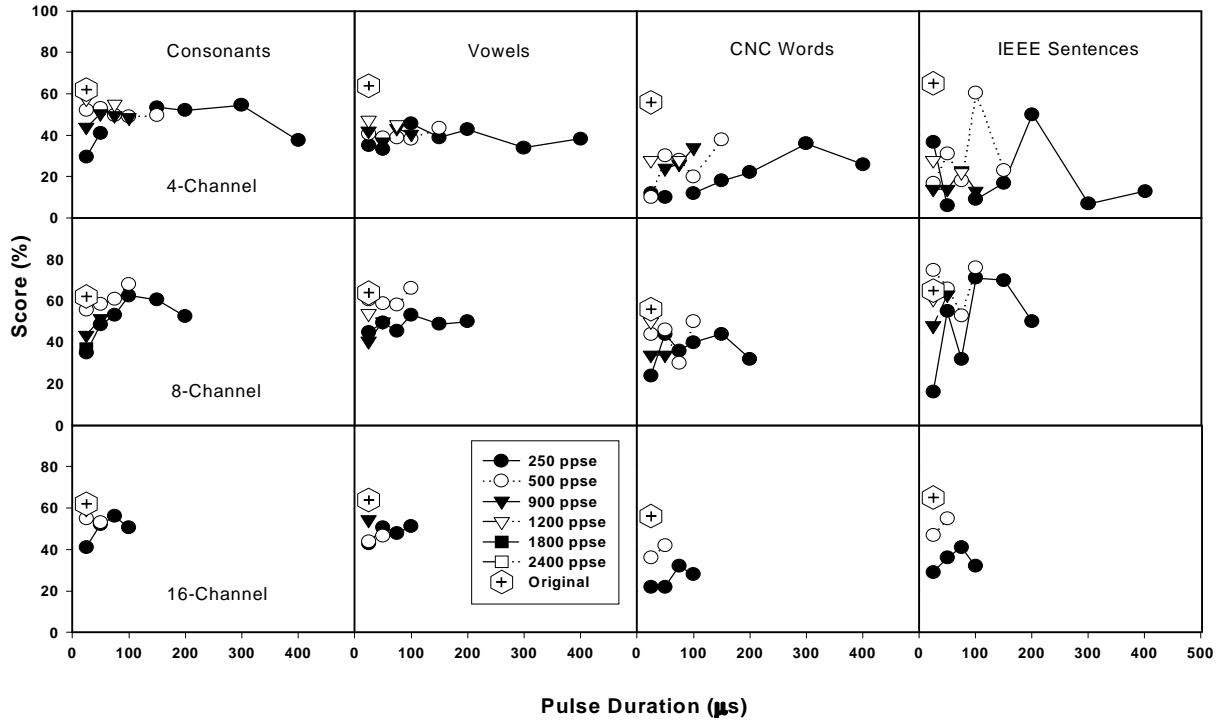 100
80
60
40
20
0
Consonants
Vowels
CNC Words
IEEE Sentences
4-Channel
Score (%)
80
60
40
20
0
8-Channel
80
60
40
20
0
16-Channel
250 ppse
500 ppse
900 ppse
1200 ppse
1800 ppse
2400 ppse
Original
0 100 200 300 400
0 100 200 300 400
0 100 200 300 400
0 100 200 300 400 500
Pulse Duration (μs)